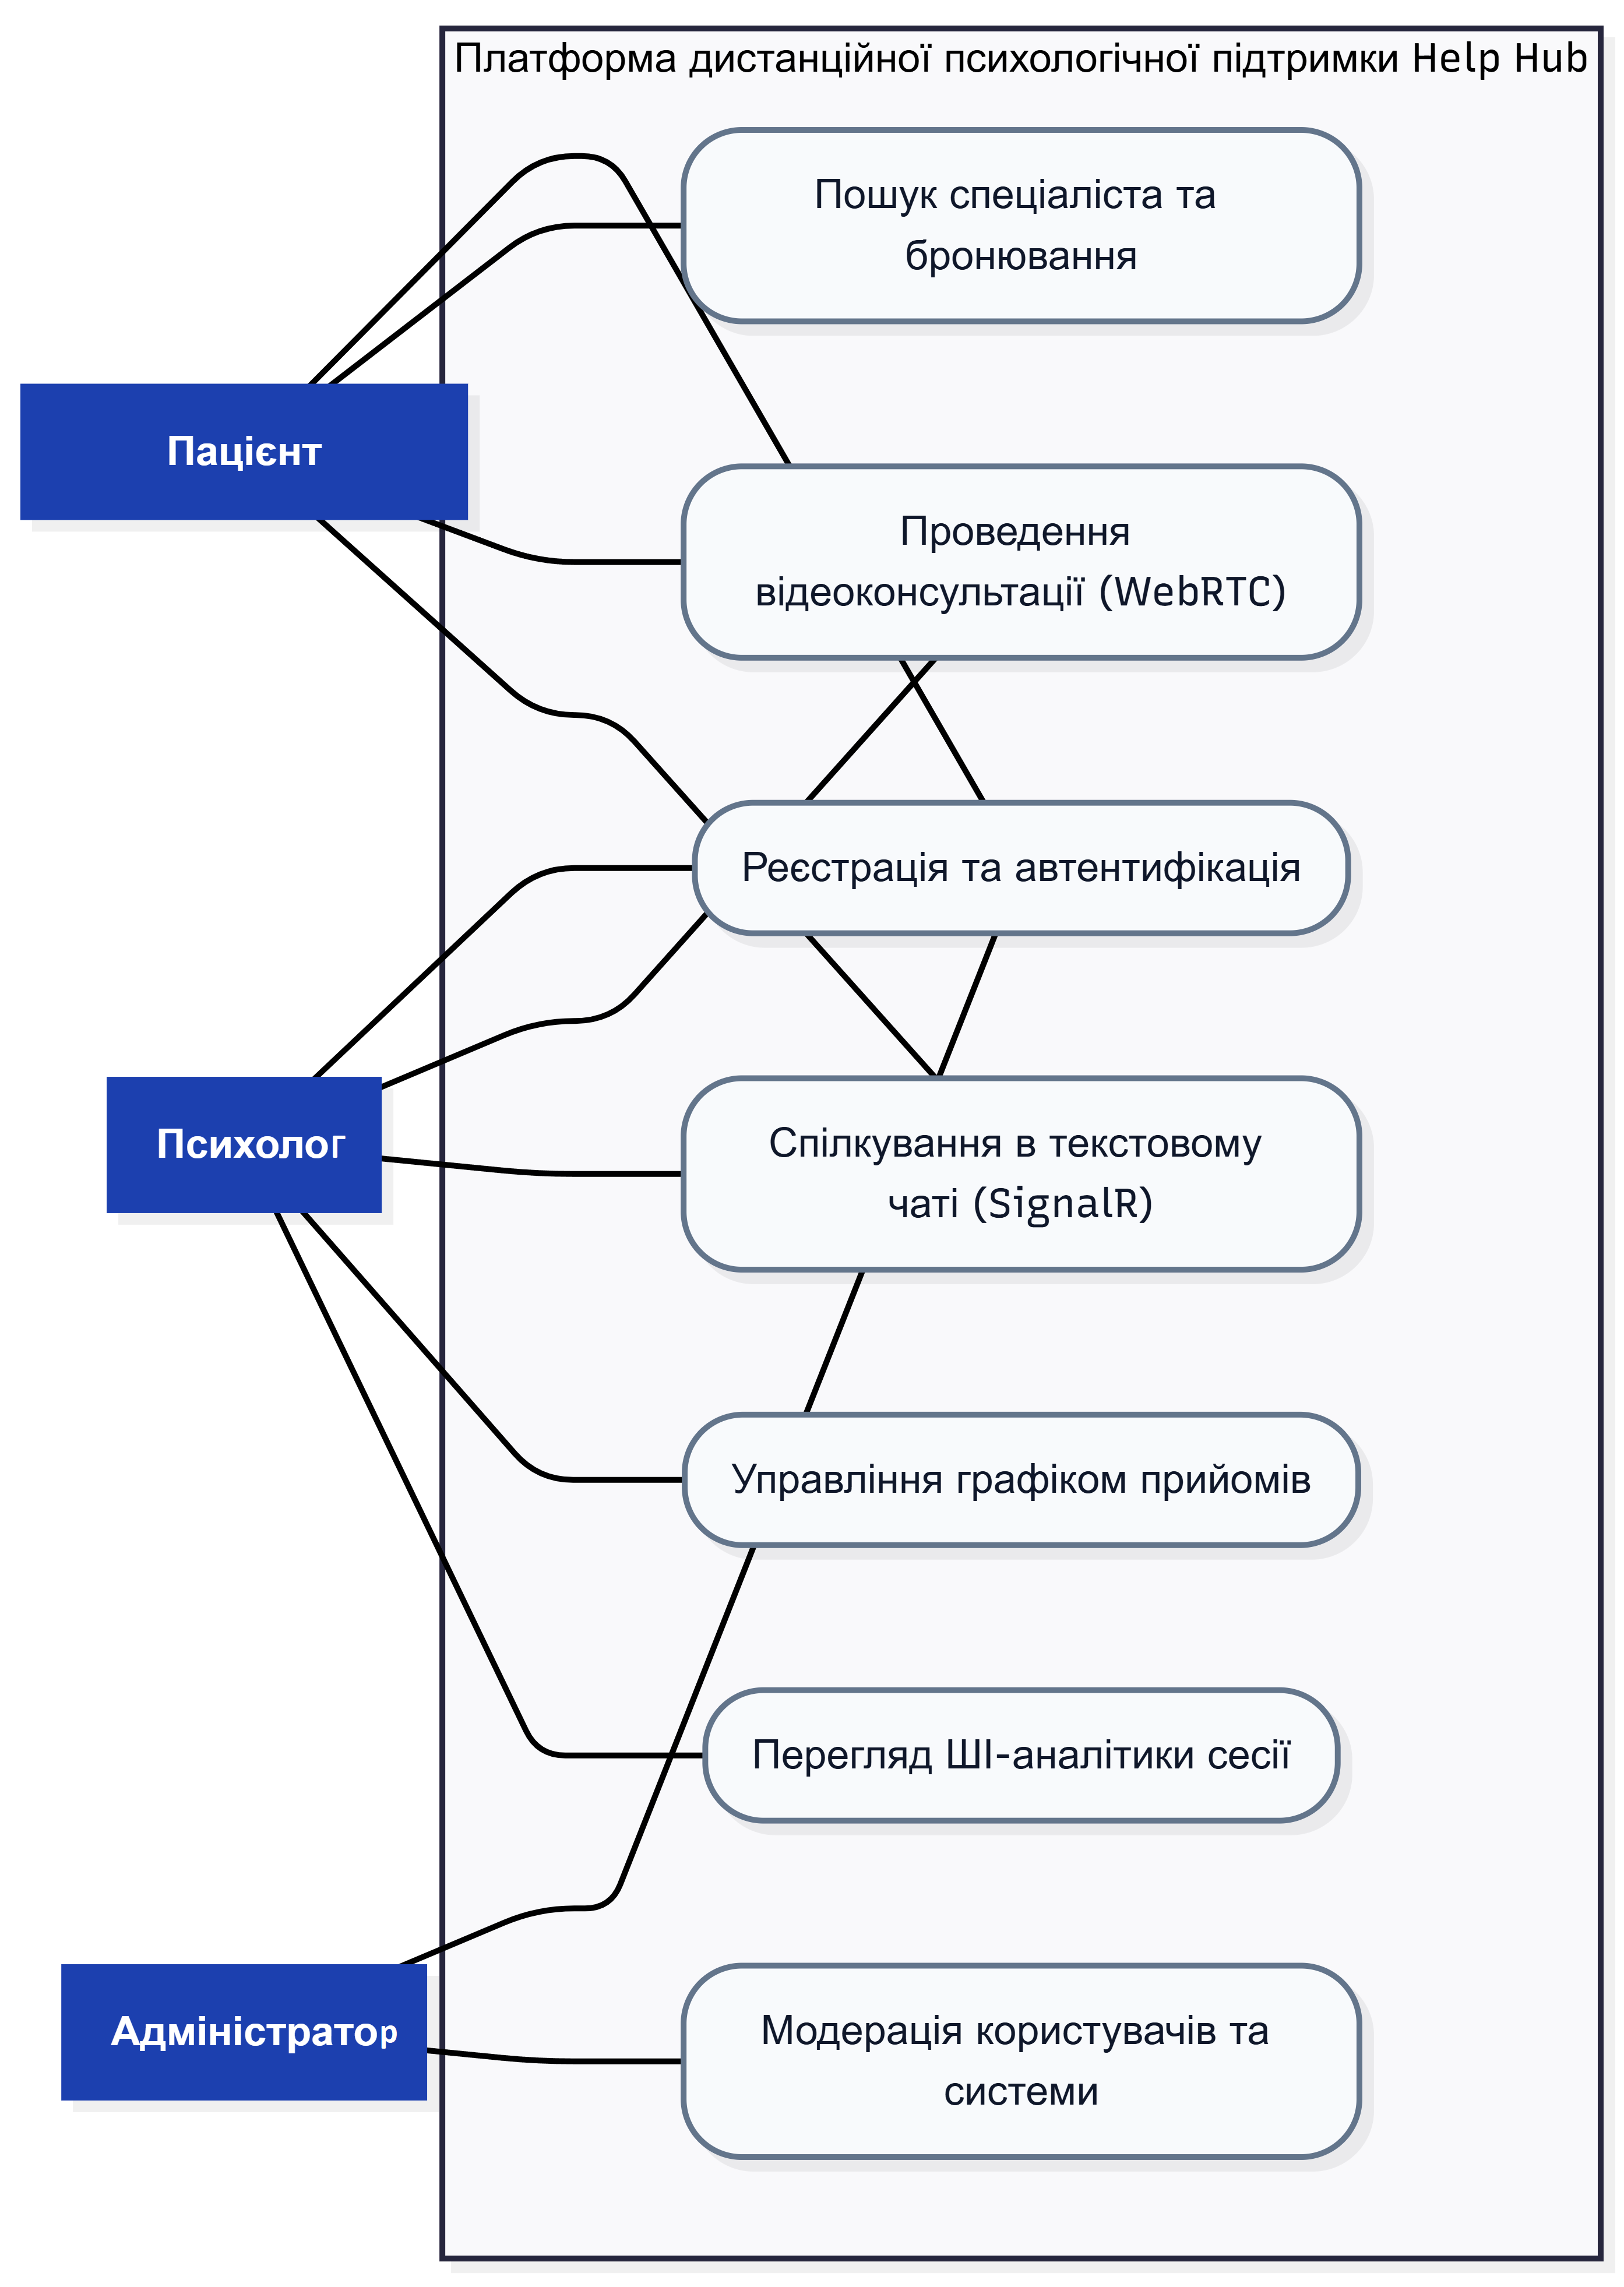 Платформа дистанційної психологічної підтримки Help Hub
Пошук спеціаліста та
бронювання
Пацієнт
Проведення
відеоконсультації (WebRTC)
Реєстрація та автентифікація
Психолог
Спілкування в текстовому
чаті (SignalR)
Управління графіком прийомів
Перегляд ШІ-аналітики сесії
Адміністратор
Модерація користувачів та
системи